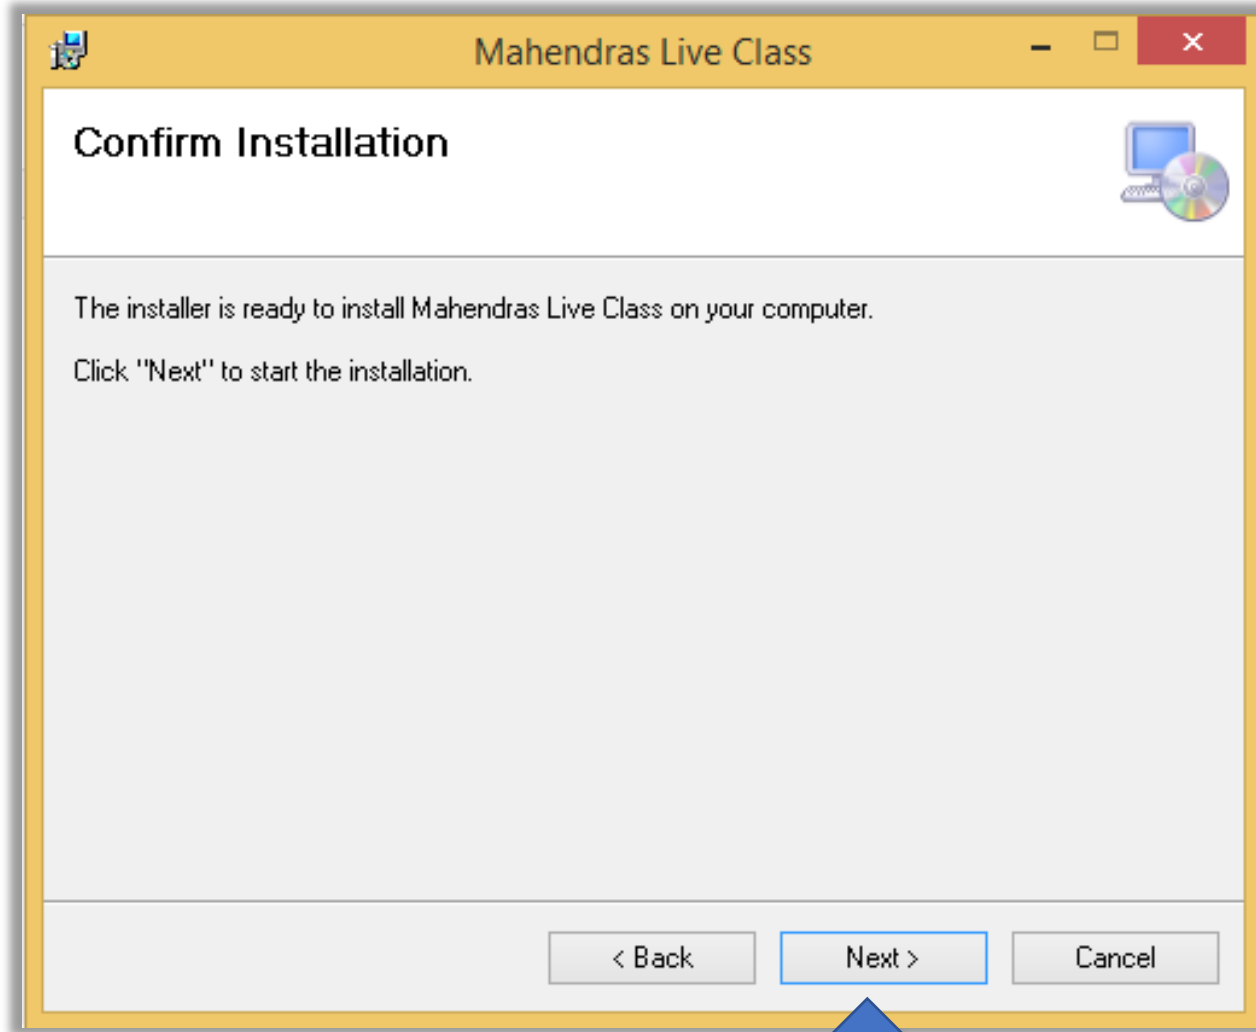 Mahendras Live Class
Confirm Installation
The installer is ready to install Mahendras Live Class on your computer.
Click "Next" to start the installation.
< Back
Next >
Cancel